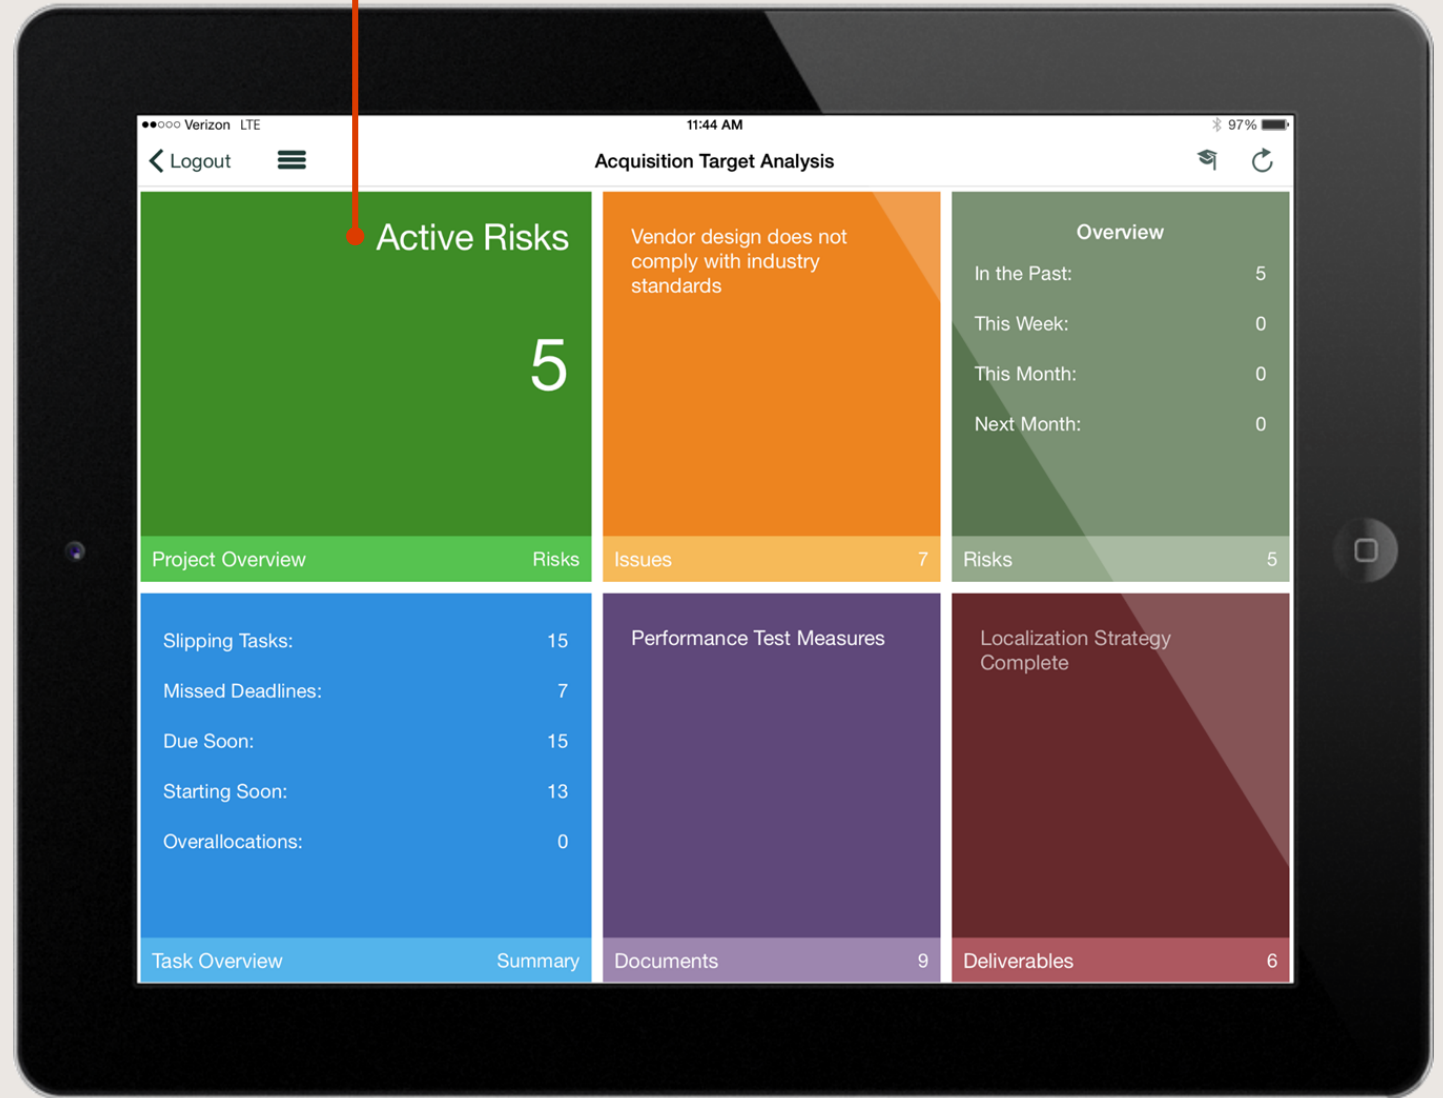 Verizon LTE
11:44 AM
97%
Logout
Acquisition Target Analysis
Active Risks
5
Project Overview Risks
Vendor design does not
comply with industry
standards
Issues 7
Overview
In the Past: 5
This Week: 0
This Month: 0
Next Month: 0
Risks 5
Slipping Tasks: 15
Missed Deadlines: 7
Due Soon: 15
Starting Soon: 13
Overallocations: 0
Task Overview Summary
Performance Test Measures
Documents 9
Localization Strategy
Complete
Deliverables 6